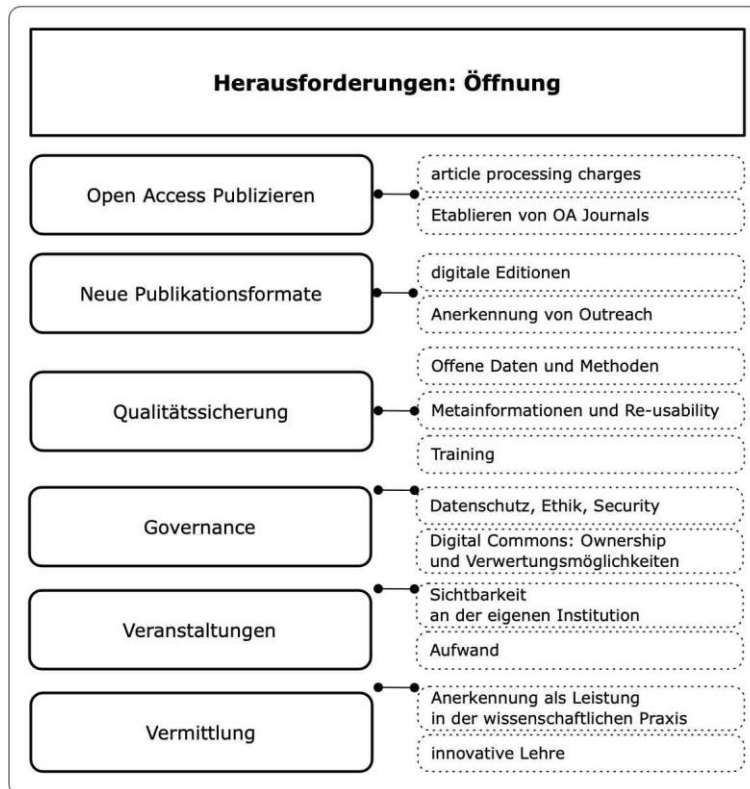 Herausforderungen: Öffnung
Open Access Publizieren
article processing charges
Etablieren von OA Journals
Neue Publikationsformate
digitale Editionen
Anerkennung von Outreach
Qualitätssicherung
Offene Daten und Methoden
Metainformationen und Re-usability
Training
Governance
Datenschutz, Ethik, Security
Digital Commons: Ownership
und Verwertungsmöglichkeiten
Veranstaltungen
Sichtbarkeit
an der eigenen Institution
Aufwand
Vermittlung
Anerkennung als Leistung
in der wissenschaftlichen Praxis
innovative Lehre